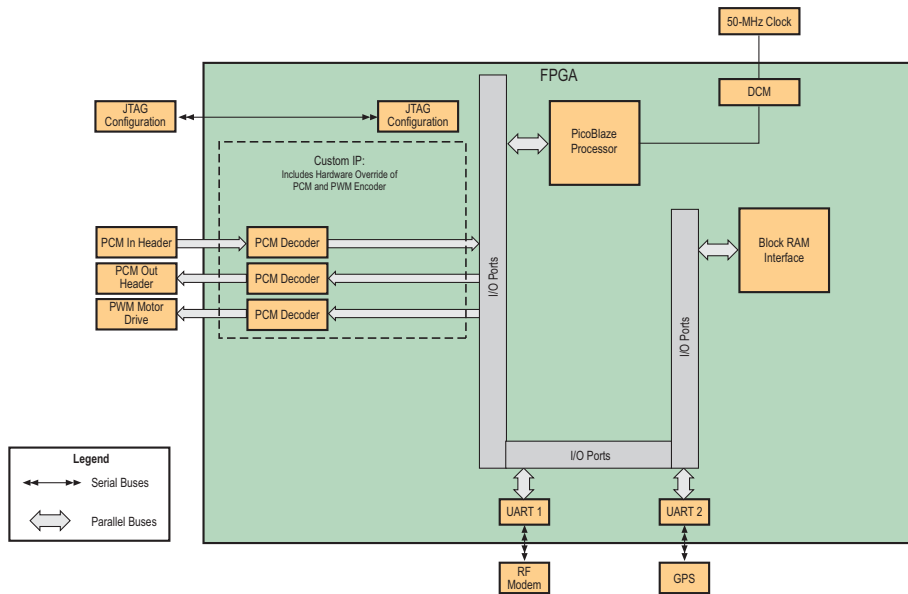 50-MHz Clock
FPGA
DCM
JTAG
Configuration
JTAG
Configuration
PicoBlaze
Processor
Custom IP:
Includes Hardware Override of
PCM and PWM Encoder
PCM In Header
PCM Decoder
PCM Out
Header
PCM Decoder
PWM Motor
Drive
PCM Decoder
I/O Ports
Block RAM
Interface
I/O Ports
I/O Ports
Legend
Serial Buses
Parallel Buses
UART 1
UART 2
RF
Modem
GPS